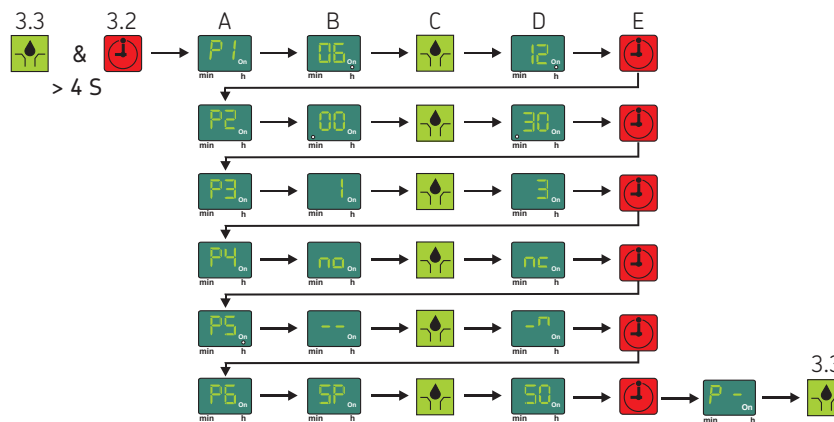 3.3 3.2 A B C D E
& P1 On 06 On 12 On
min h min h min h
> 4 S
P2 On 00 On 30 On
min h min h min h
P3 On 1 On 3 On
min h min h min h
P4 On no On nc On
min h min h min h
P5 On -- On -n On
min h min h min h
3.3
P6 On SP On SO On P - On
min h min h min h min h